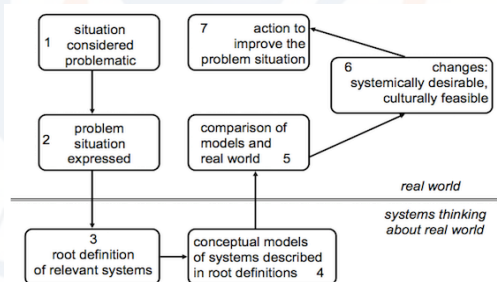 1
situation
considered
problematic
2
problem
situation
expressed
3
root definition
of relevant systems
conceptual models
of systems described
in root definitions 4
comparison of
models and
real world 5
6 changes:
systemically desirable,
culturally feasible
7 action to
improve the
problem situation
real world
systems thinking
about real world